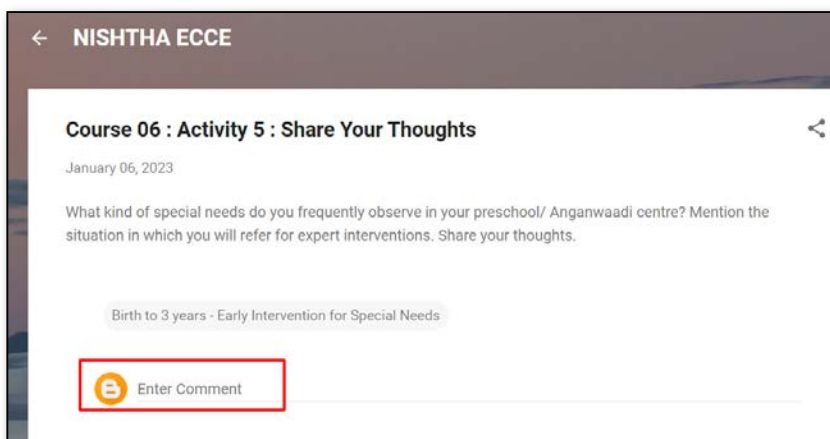 NISHTHA ECCE
Course 06 : Activity 5 : Share Your Thoughts
January 06, 2023
What kind of special needs do you frequently observe in your preschool/ Anganwaadi centre? Mention the
situation in which you will refer for expert interventions. Share your thoughts.
Birth to 3 years - Early Intervention for Special Needs
Enter Comment